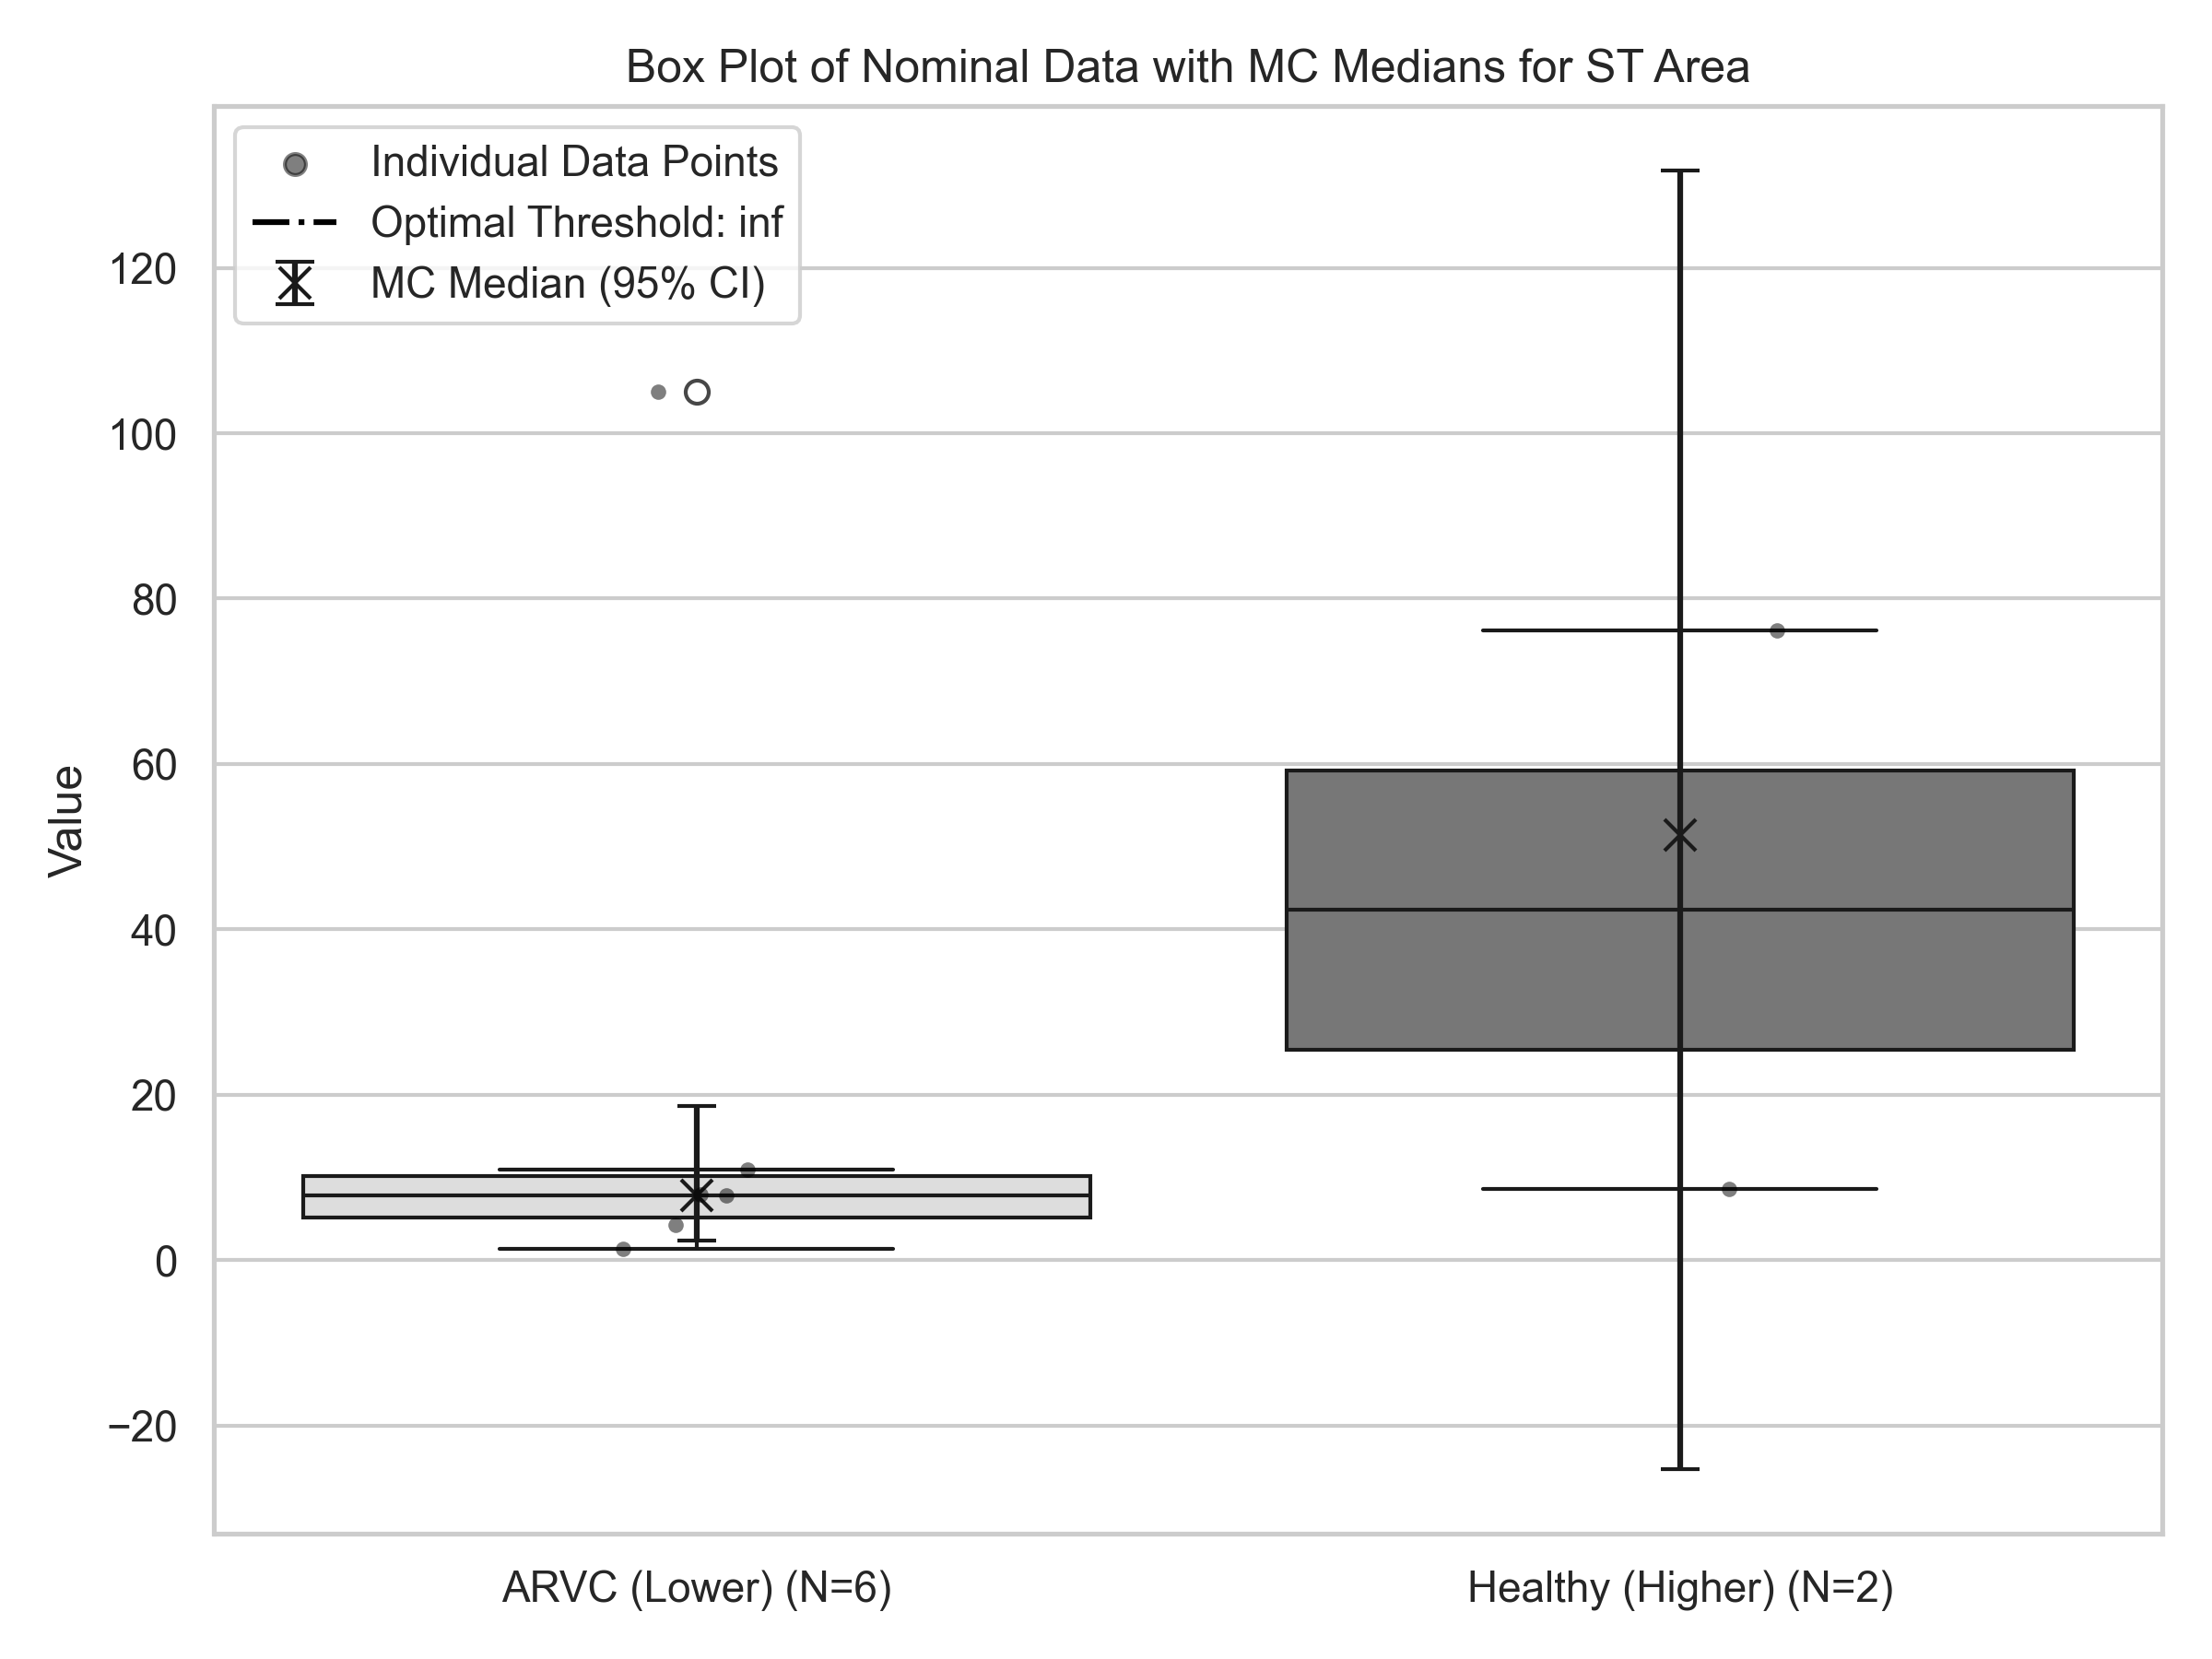 Box Plot of Nominal Data with MC Medians for ST Area
Individual Data Points
Optimal Threshold: inf
MC Median (95% CI)
Value
120
100
80
60
40
20
0
−20
ARVC (Lower) (N=6)
Healthy (Higher) (N=2)